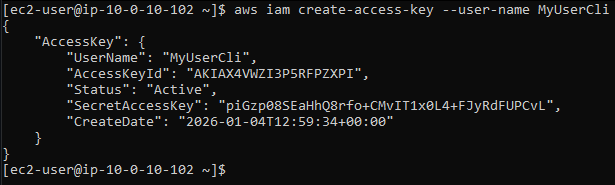 [ec2-user@ip-10-0-10-102 ~]$ aws iam create-access-key --user-name MyUserCli
{
    "AccessKey": {
        "UserName": "MyUserCli",
        "AccessKeyId": "AKIAX4VWZI3P5RFPZXPI",
        "Status": "Active",
        "SecretAccessKey": "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",
        "CreateDate": "2026-01-04T12:59:34+00:00"
    }
}
[ec2-user@ip-10-0-10-102 ~]$